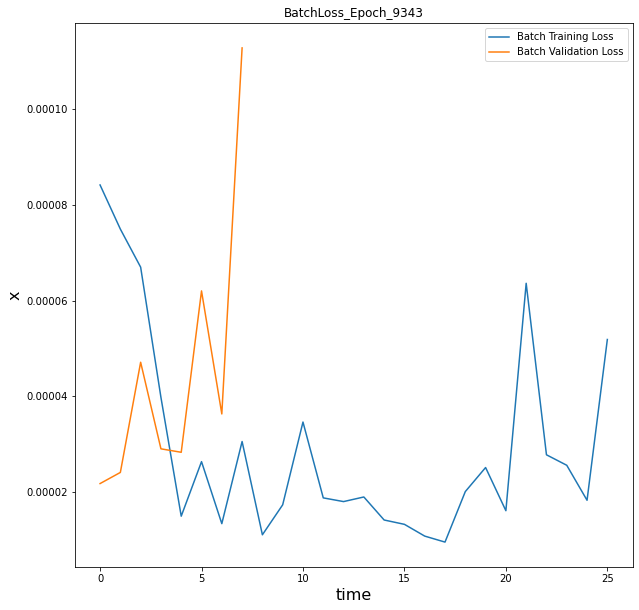 BatchLoss_Epoch_9343
Batch Training Loss
Batch Validation Loss
x
0.00010
0.00008
0.00006
0.00004
0.00002
0 5 10 15 20 25
time